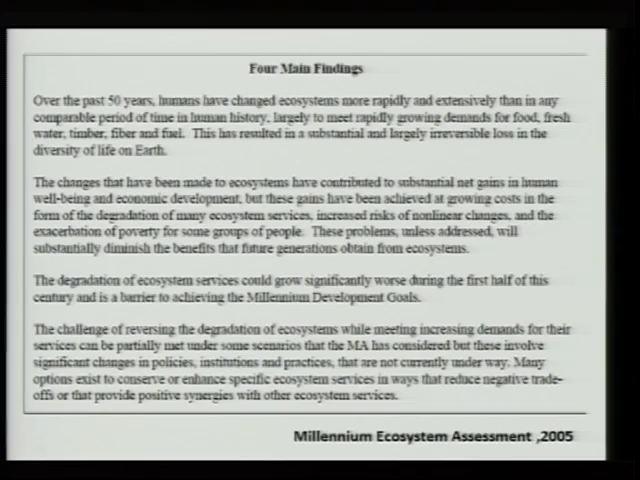 Four Main Findings
Over the past 50 years, humans have changed ecosystems more rapidly and extensively than in any
comparable period of time in human history, largely to meet rapidly growing demands for food, fresh
water, timber, fiber and fuel.  This has resulted in a substantial and largely irreversible loss in the
diversity of life on Earth.
The changes that have been made to ecosystems have contributed to substantial net gains in human
well-being and economic development, but these gains have been achieved at growing costs in the
form of the degradation of many ecosystem services, increased risks of nonlinear changes, and the
exacerbation of poverty for some groups of people.  These problems, unless addressed, will
substantially diminish the benefits that future generations obtain from ecosystems.
The degradation of ecosystem services could grow significantly worse during the first half of this
century and is a barrier to achieving the Millennium Development Goals.
The challenge of reversing the degradation of ecosystems while meeting increasing demands for their
services can be partially met under some scenarios that the MA has considered but these involve
significant changes in policies, institutions and practices, that are not currently under way. Many
options exist to conserve or enhance specific ecosystem services in ways that reduce negative trade-
offs or that provide positive synergies with other ecosystem services.
Millennium Ecosystem Assessment ,2005